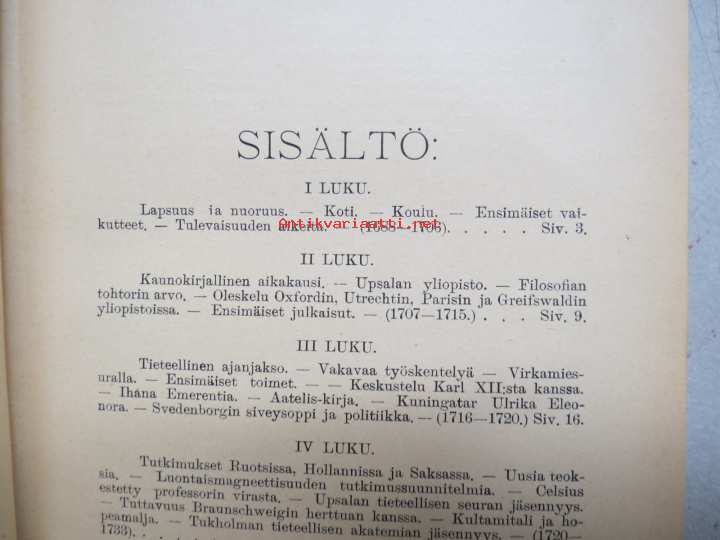 SISÄLTÖ:
I LUKU.
Lapsuus ja nuoruus. — Koti. — Koulu. — Ensimäiset vai-
kutteet. — Tulevaisuuden aikeita. — (1688—1706). . . . . . Siv. 3.
Antikvariaatti.net
II LUKU.
Kaunokirjallinen aikakausi. — Upsalan yliopisto. — Filosofian
tohtorin arvo. — Oleskelu Oxfordin, Utrechtin, Parisin ja Greifswaldin
yliopistoissa. — Ensimäiset julkaisut. — (1707—1715.) . . . Siv. 9.
III LUKU.
Tieteellinen ajanjakso. — Vakavaa työskentelyä — Virkamies-
uralla. — Ensimäiset toimet. — — Keskustelu Karl XII:sta kanssa.
— Ihana Emerentia. — Aatelis-kirja. — Kuningatar Ulrika Eleo-
nora. — Svedenborgin siveysoppi ja politiikka. — (1716—1720.) Siv. 16.
IV LUKU.
Tutkimukset Ruotsissa, Hollannissa ja Saksassa. — Uusia teok-
sia. — Luontaismagneettisuuden tutkimussuunnitelmia. — Celsius
estetty professorin virasta. — Upsalan tieteellisen seuran jäsennyys.
— Tuttavuus Braunschweigin herttuan kanssa. — Kultamitali ja ho-
peamalja. — Tukholman tieteellisen akatemian jäsennyys. — (1720—
1733). . . . .